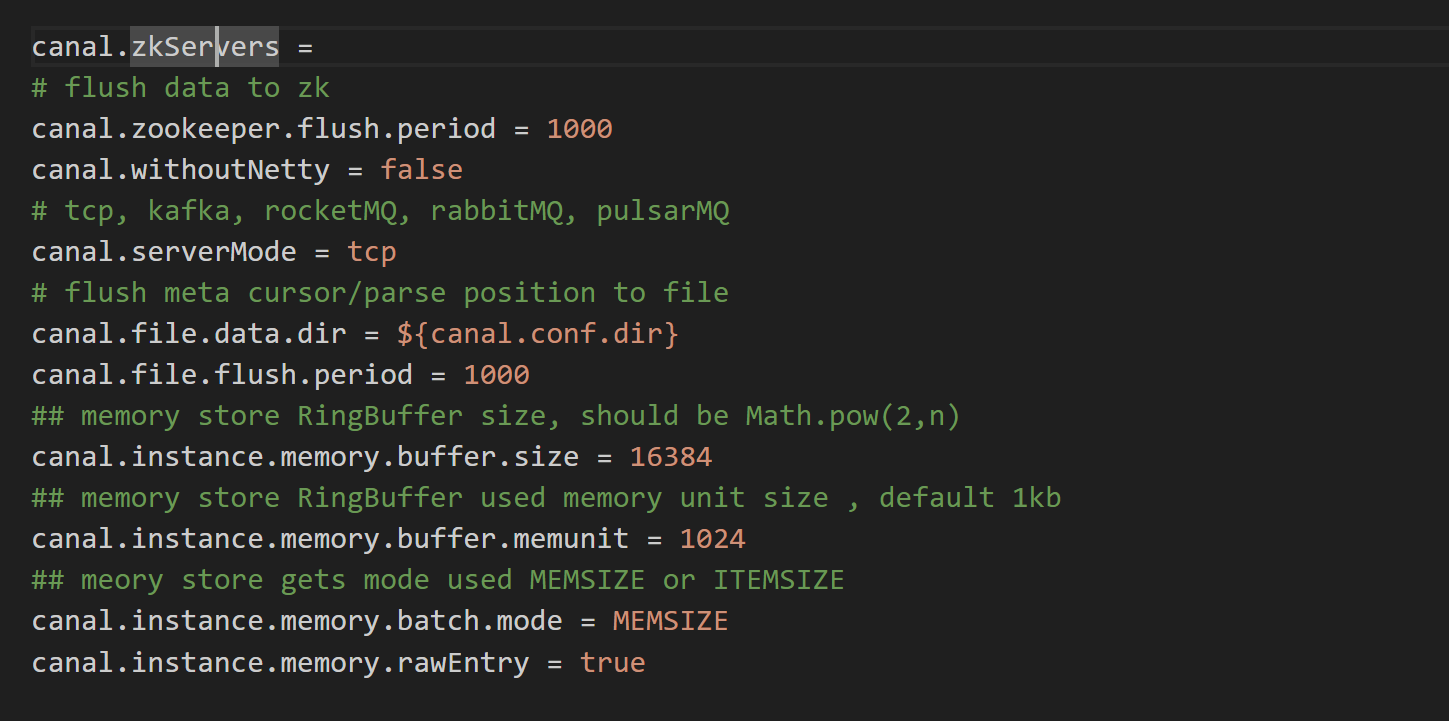 canal.zkServers =
# flush data to zk
canal.zookeeper.flush.period = 1000
canal.withoutNetty = false
# tcp, kafka, rocketMQ, rabbitMQ, pulsarMQ
canal.serverMode = tcp
# flush meta cursor/parse position to file
canal.file.data.dir = ${canal.conf.dir}
canal.file.flush.period = 1000
## memory store RingBuffer size, should be Math.pow(2,n)
canal.instance.memory.buffer.size = 16384
## memory store RingBuffer used memory unit size , default 1kb
canal.instance.memory.buffer.memunit = 1024
## meory store gets mode used MEMSIZE or ITEMSIZE
canal.instance.memory.batch.mode = MEMSIZE
canal.instance.memory.rawEntry = true